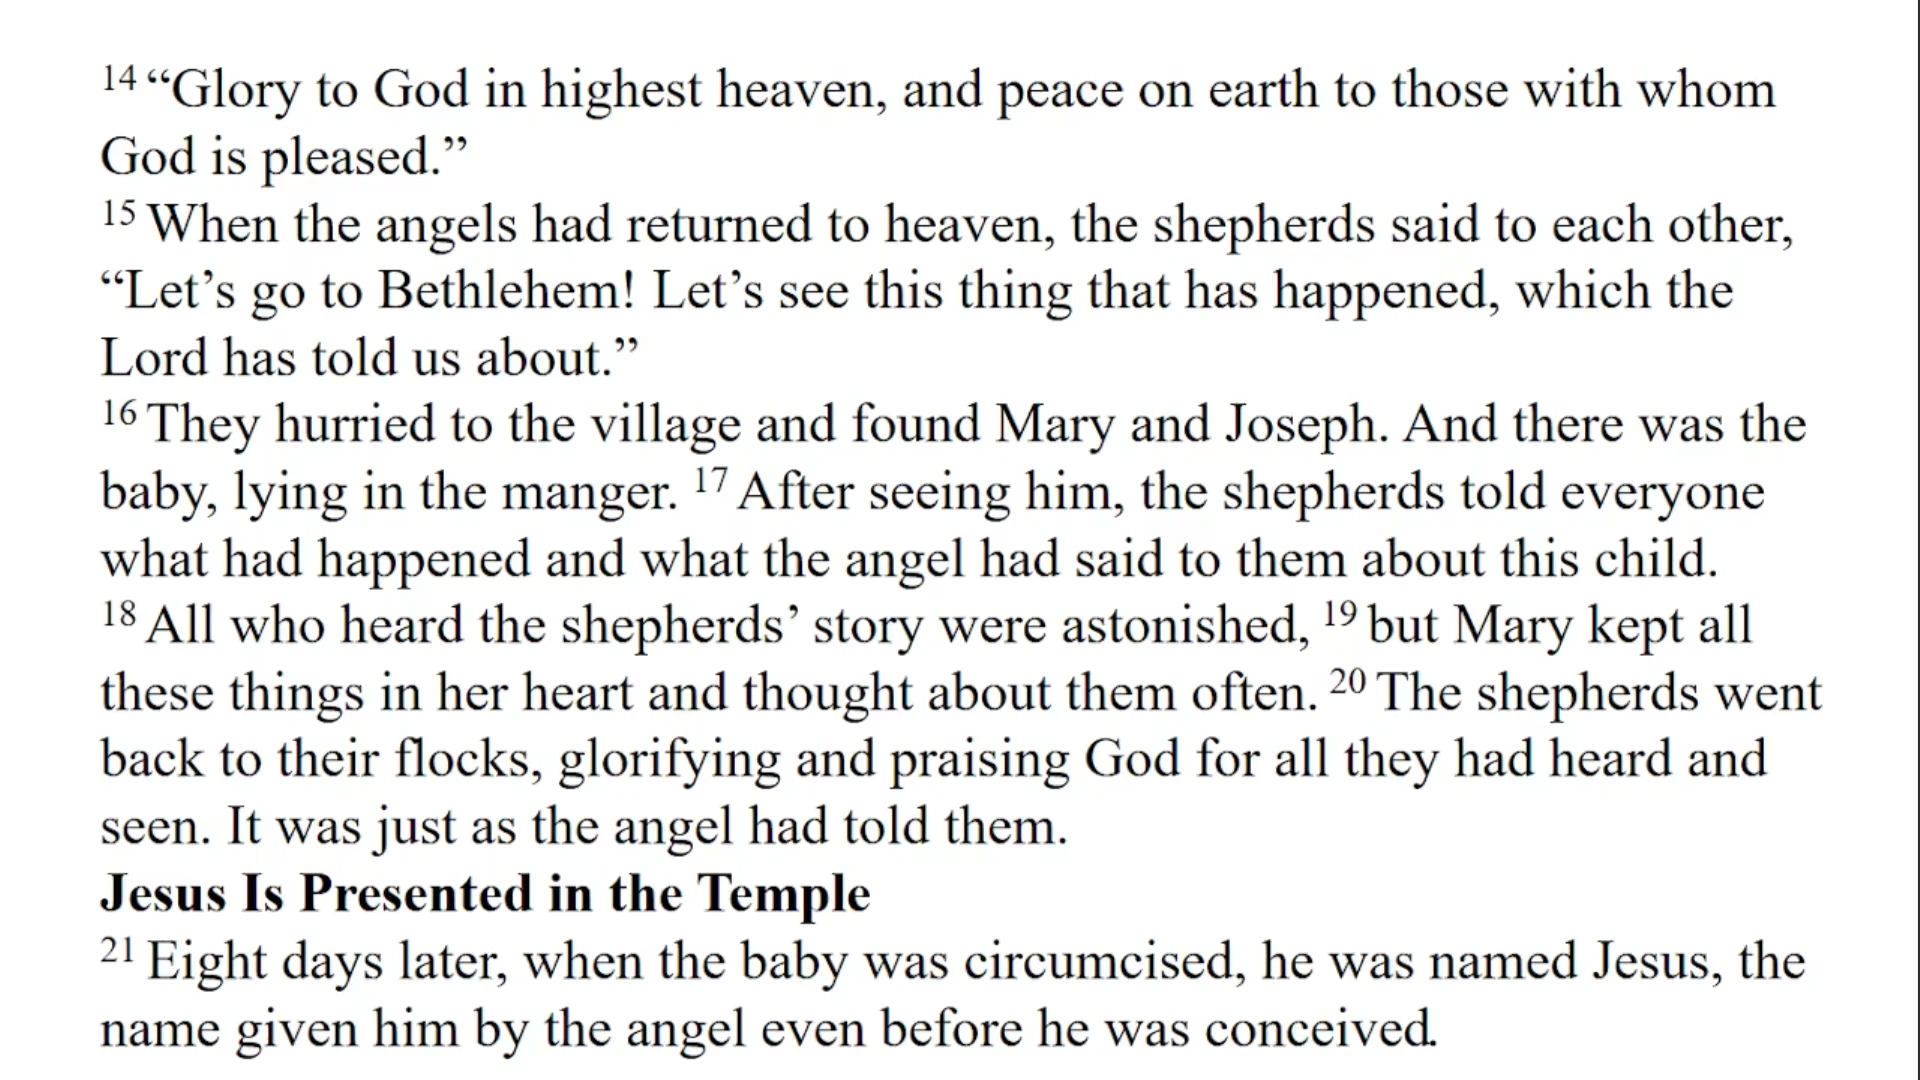 14 “Glory to God in highest heaven, and peace on earth to those with whom
God is pleased.”
15 When the angels had returned to heaven, the shepherds said to each other,
“Let’s go to Bethlehem! Let’s see this thing that has happened, which the
Lord has told us about.”
16 They hurried to the village and found Mary and Joseph. And there was the
baby, lying in the manger. 17 After seeing him, the shepherds told everyone
what had happened and what the angel had said to them about this child.
18 All who heard the shepherds’ story were astonished, 19 but Mary kept all
these things in her heart and thought about them often. 20 The shepherds went
back to their flocks, glorifying and praising God for all they had heard and
seen. It was just as the angel had told them.
Jesus Is Presented in the Temple
21 Eight days later, when the baby was circumcised, he was named Jesus, the
name given him by the angel even before he was conceived.